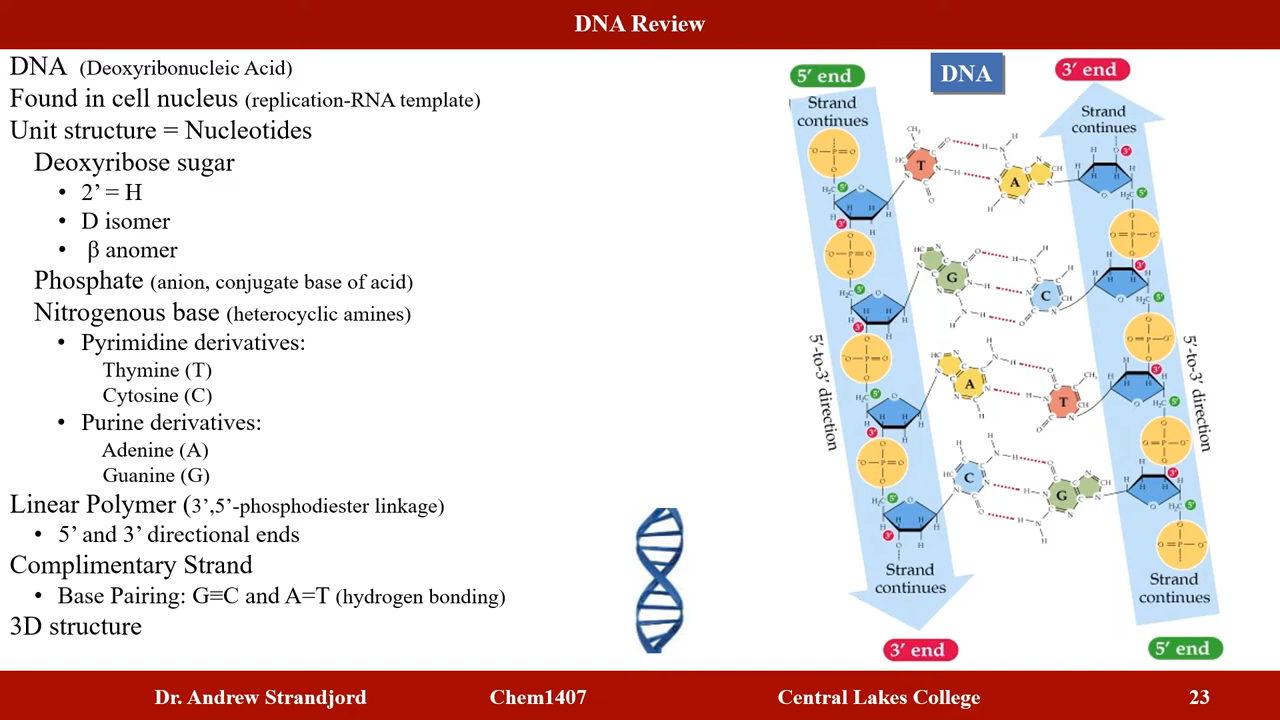 DNA Review
DNA (Deoxyribonucleic Acid)
Found in cell nucleus (replication-RNA template)
Unit structure = Nucleotides
Deoxyribose sugar
• 2’ = H
• D isomer
• β anomer
Phosphate (anion, conjugate base of acid)
Nitrogenous base (heterocyclic amines)
• Pyrimidine derivatives:
Thymine (T)
Cytosine (C)
• Purine derivatives:
Adenine (A)
Guanine (G)
Linear Polymer (3’,5’-phosphodiester linkage)
• 5’ and 3’ directional ends
Complimentary Strand
• Base Pairing: G≡C and A=T (hydrogen bonding)
3D structure
5′ end
DNA
3′ end
Strand
continues
Strand
continues
T
A
G
C
A
T
C
G
5′-to-3′ direction
5′-to-3′ direction
Strand
continues
Strand
continues
3′ end
5′ end
Dr. Andrew Strandjord
Chem1407
Central Lakes College
23